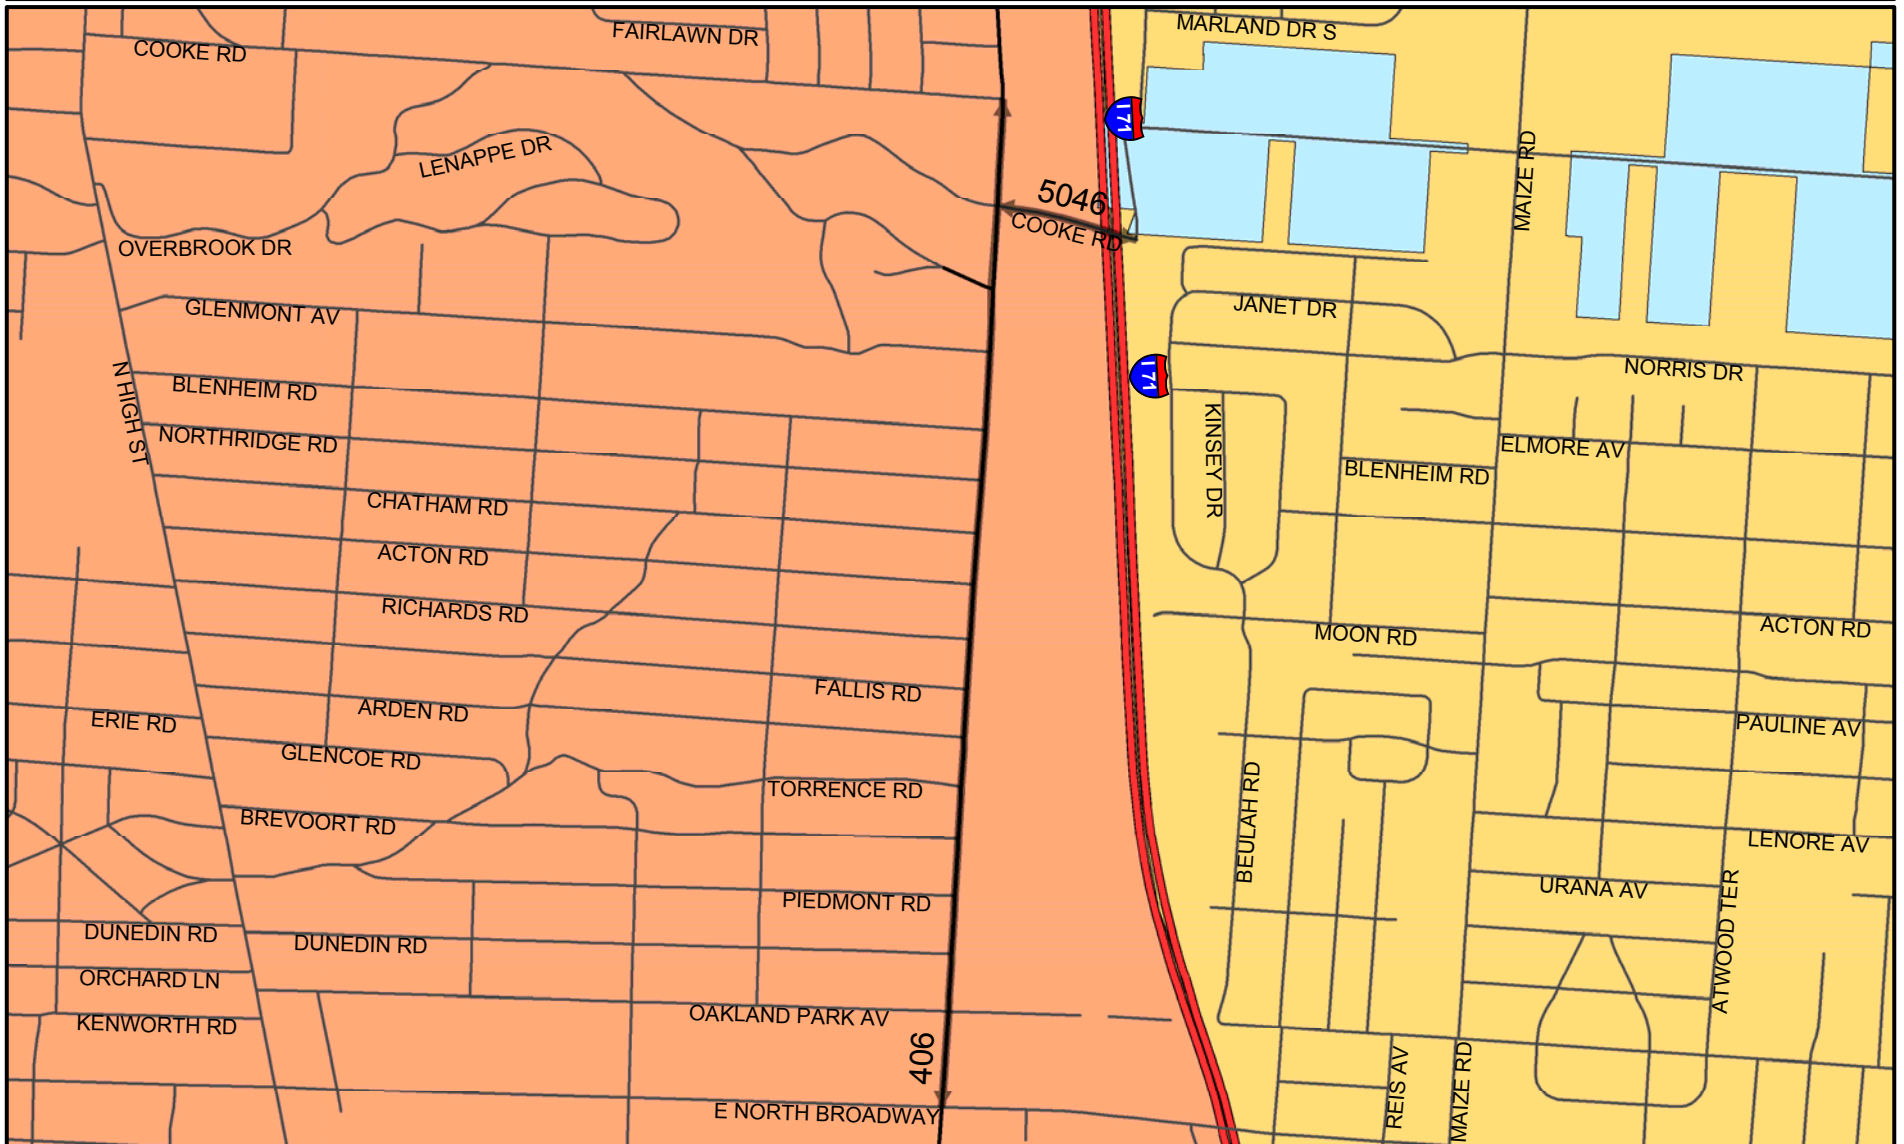 MARLAND DR S
FAIRLAWN DR
COOKE RD
I 71
LENAPPE DR
MAIZE RD
5046
COOKE RD
OVERBROOK DR
JANET DR
GLENMONT AV
I 71
NORRIS DR
BLENHEIM RD
N HIGH ST
KINSEY DR
NORTHRIDGE RD
ELMORE AV
BLENHEIM RD
CHATHAM RD
ACTON RD
RICHARDS RD
ACTON RD
MOON RD
FALLIS RD
ARDEN RD
ERIE RD
PAULINE AV
GLENCOE RD
TORRENCE RD
BEULAH RD
BREVOORT RD
LENORE AV
URANA AV
PIEDMONT RD
ATWOOD TER
DUNEDIN RD
DUNEDIN RD
ORCHARD LN
OAKLAND PARK AV
KENWORTH RD
406
REIS AV
MAIZE RD
E NORTH BROADWAY